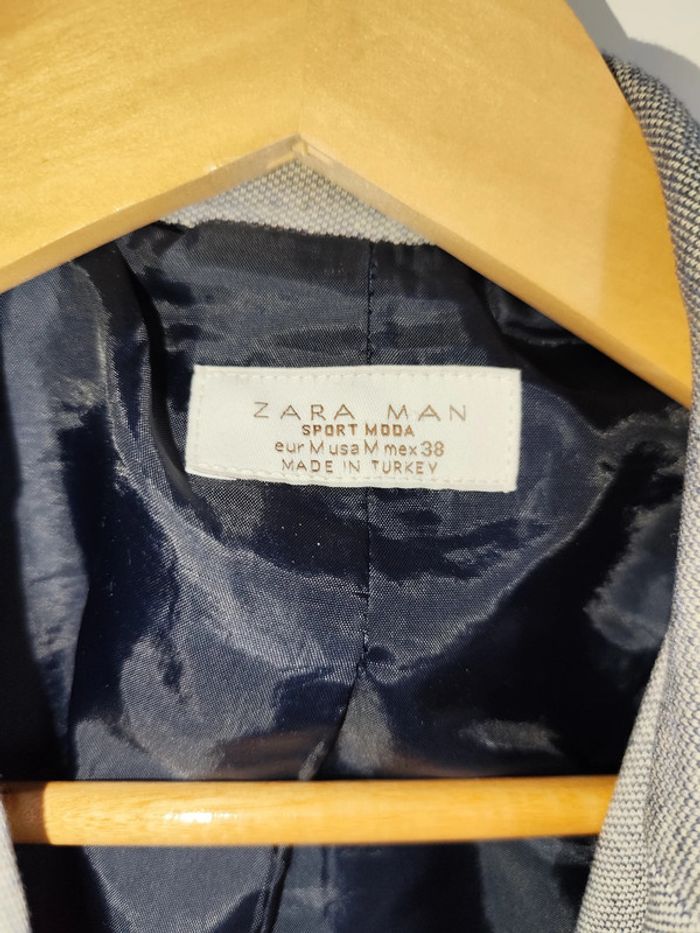 ZARA MAN
SPORT MODA
eur M usa M mex 38
MADE IN TURKEY